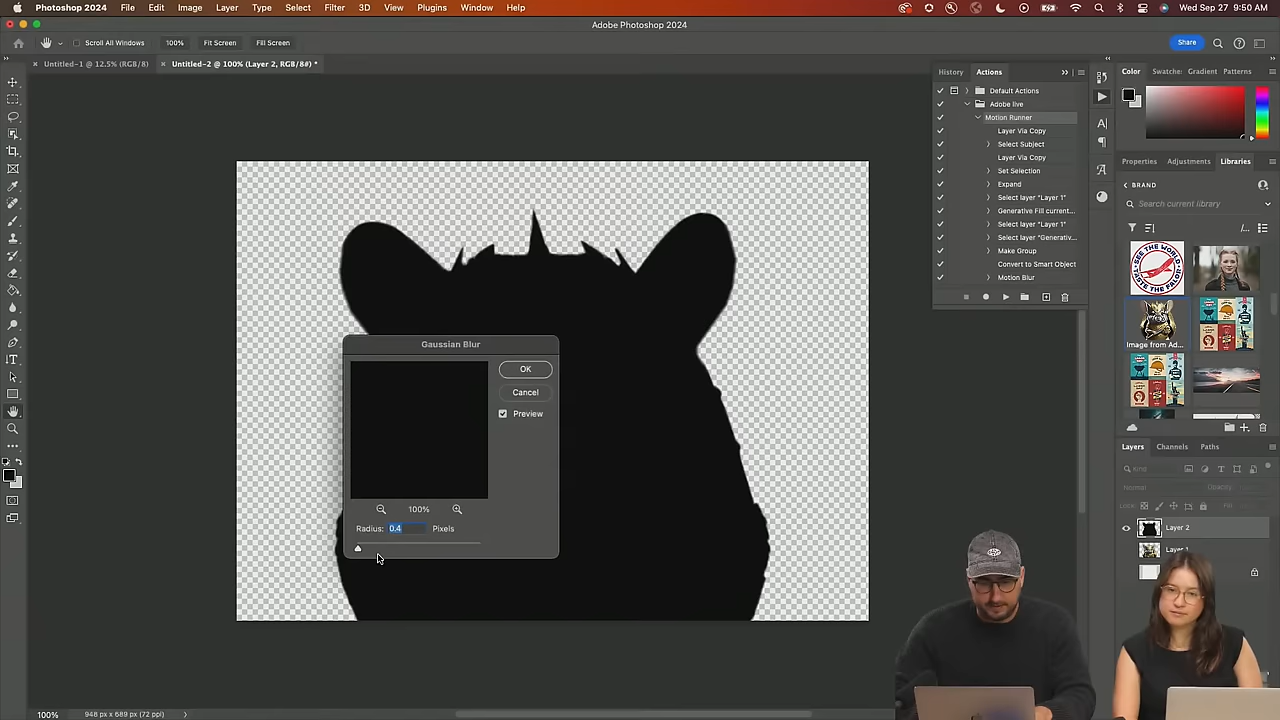 Photoshop 2024 File Edit Image Layer Type Select Filter 3D View Plugins Window Help
Wed Sep 27 9:50 AM
Adobe Photoshop 2024
Scroll All Windows 100% Fit Screen Fill Screen
Share
Untitled-1 @ 12.5% (RGB/8)
Untitled-2 @ 100% (Layer 2, RGB/8#) *
History Actions
Default Actions
Adobe live
Motion Runner
Layer Via Copy
Select Subject
Layer Via Copy
Set Selection
Expand
Select layer "Layer 1"
Generative Fill current...
Select layer "Layer 1"
Select layer "Generativ...
Make Group
Convert to Smart Object
Motion Blur
Color Swatche: Gradient Patterns
Properties Adjustments Libraries
BRAND
Search current library
Image from Ad...
Gaussian Blur
OK
Cancel
Preview
100%
Radius: 0.4 Pixels
Layers Channels Paths
Kind
Normal Opacity:
Lock: Fill:
Layer 2
Layer 1
100% 948 px x 689 px (72 ppi)